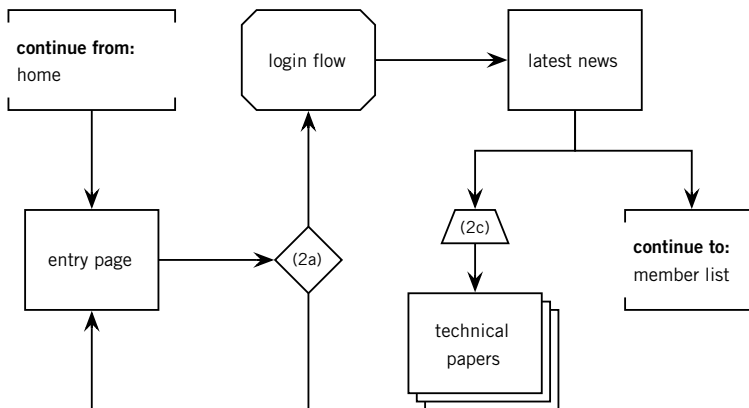 continue from:
home
login flow
latest news
entry page
(2a)
(2c)
continue to:
member list
technical
papers